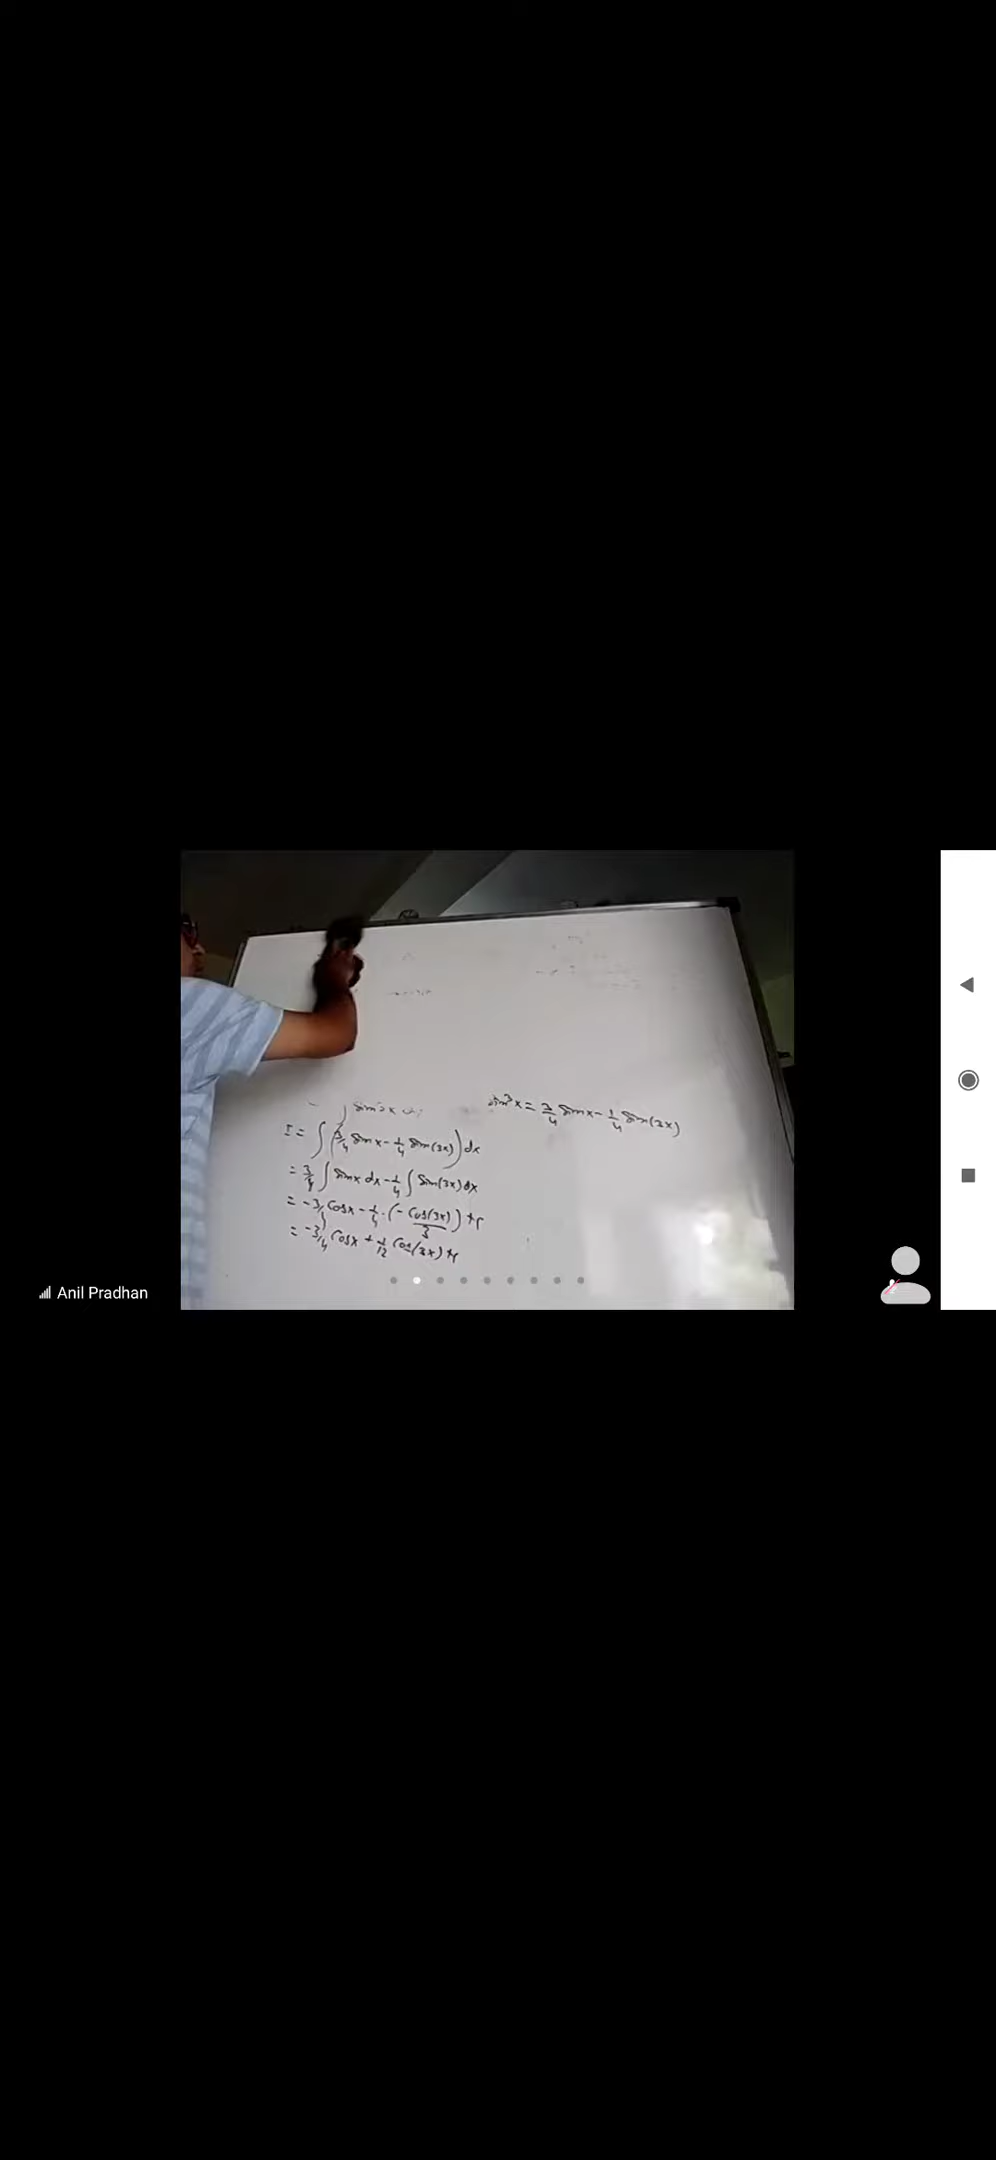 sin³x = 3/4 sinx - 1/4 sin(3x)
I = ∫(3/4 sinx - 1/4 sin(3x))dx
= 3/4 ∫ sinx dx - 1/4 ∫ sin(3x) dx
= -3/4 cosx - 1/4 · (- cos(3x)/3) +
= -3/4 cosx + 1/12 cos(3x) +
Anil Pradhan